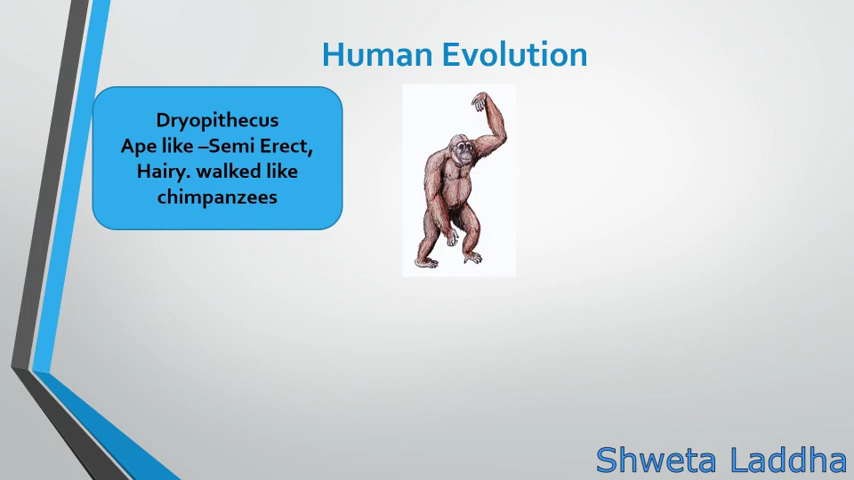 Human Evolution
Dryopithecus
Ape like –Semi Erect,
Hairy. walked like
chimpanzees
Shweta Laddha